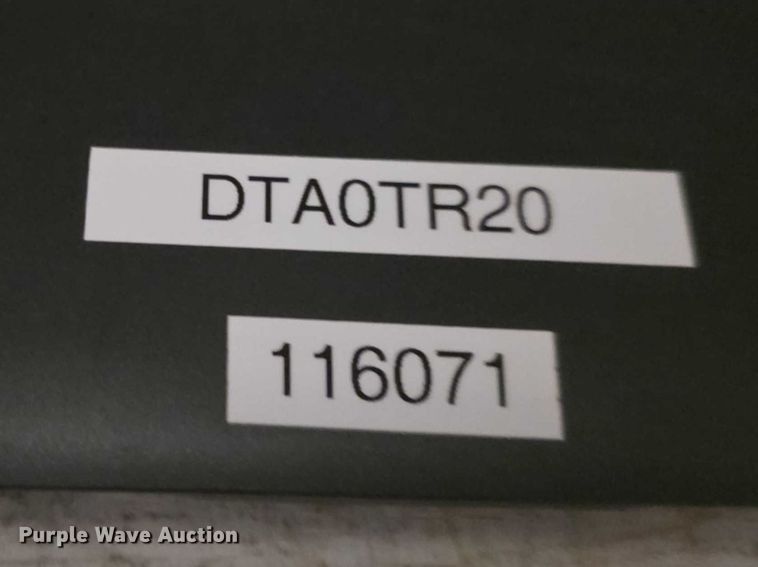 DTA0TR20
116071
Purple Wave Auction